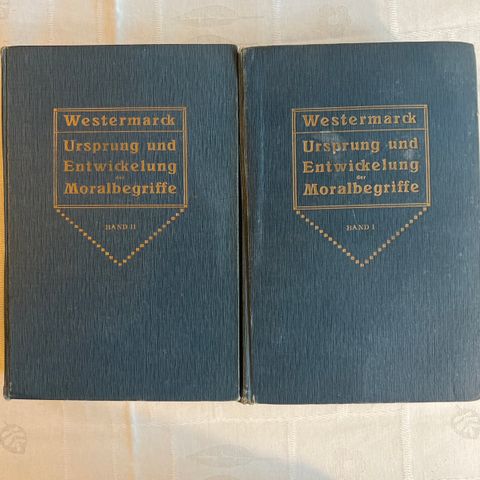 Westermarck
Ursprung und
Entwickelung
der
Moralbegriffe
BAND II
Westermarck
Ursprung und
Entwickelung
der
Moralbegriffe
BAND I